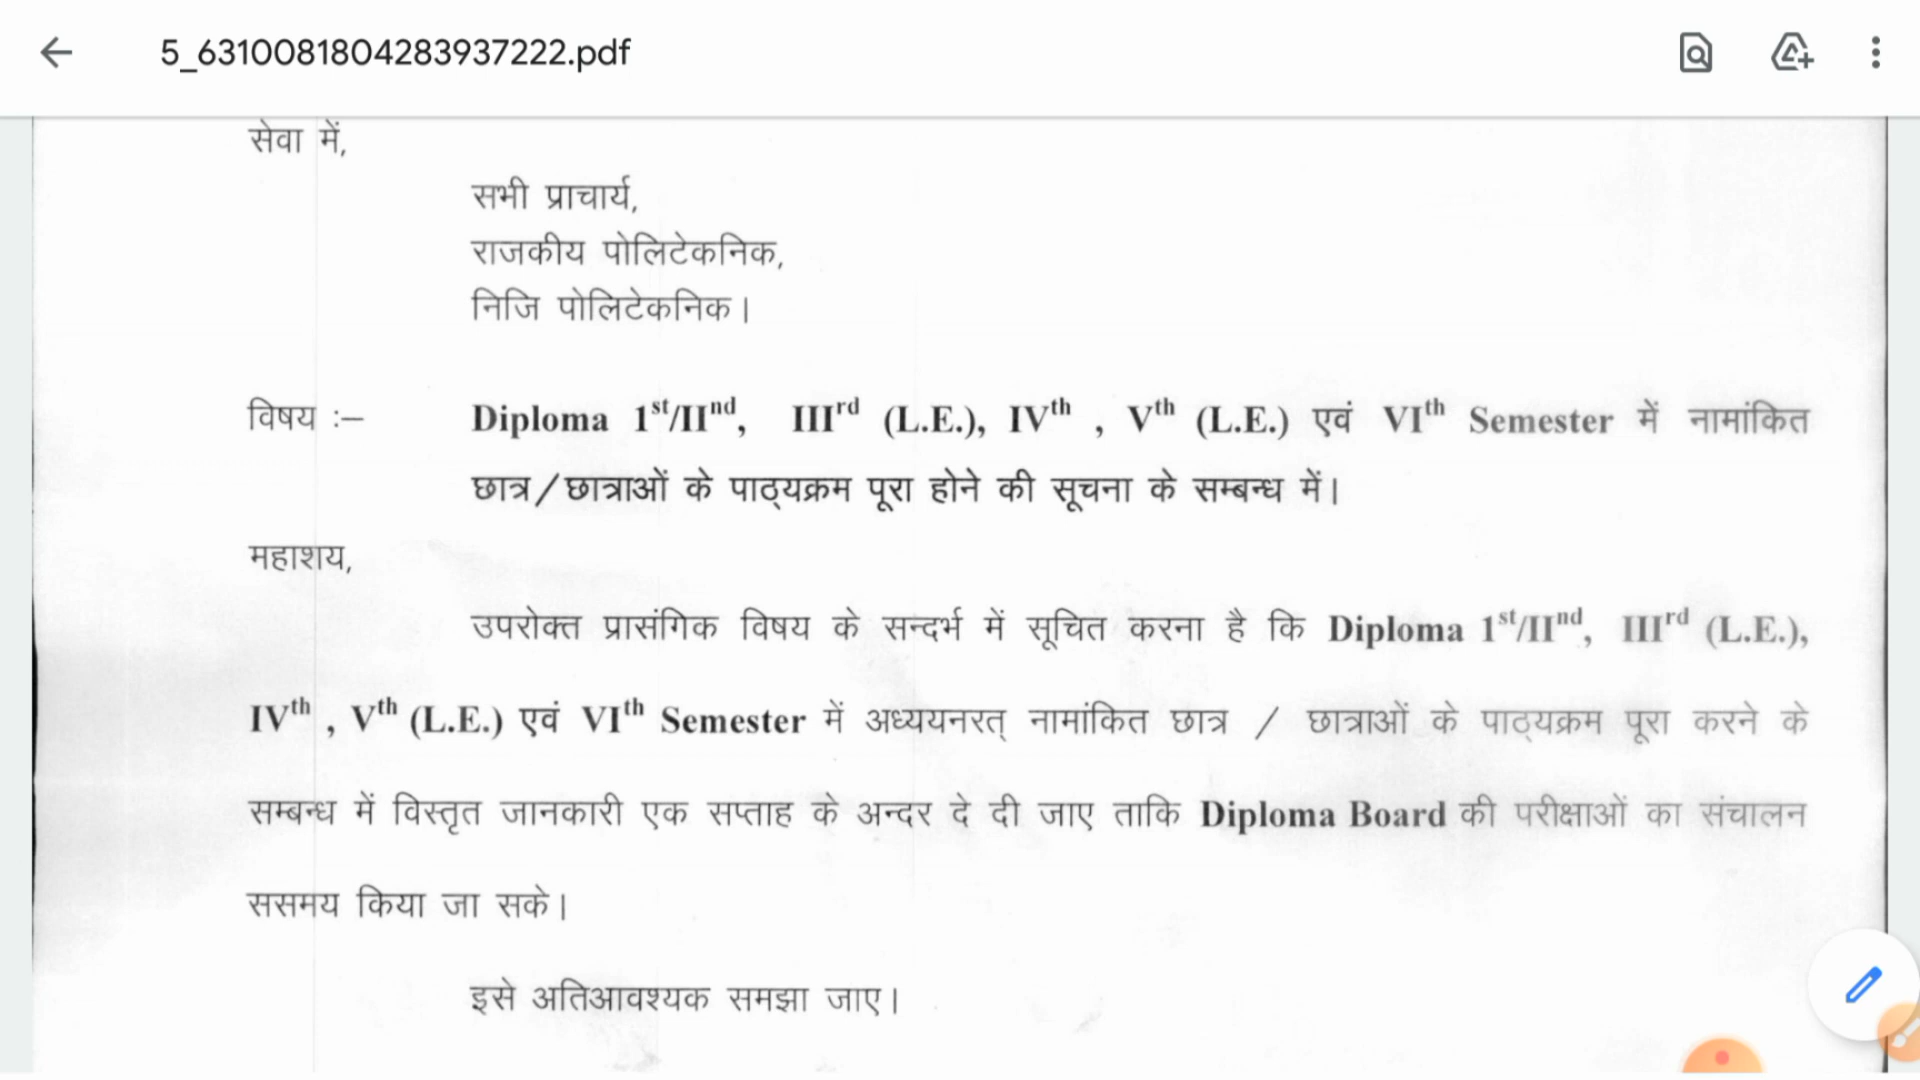 5_6310081804283937222.pdf
सेवा में,
सभी प्राचार्य,
राजकीय पोलिटेकनिक,
निजि पोलिटेकनिक।
विषय :– Diploma 1st/IInd, IIIrd (L.E.), IVth , Vth (L.E.) एवं VIth Semester में नामांकित
छात्र/छात्राओं के पाठ्यक्रम पूरा होने की सूचना के सम्बन्ध में।
महाशय,
उपरोक्त प्रासंगिक विषय के सन्दर्भ में सूचित करना है कि Diploma 1st/IInd, IIIrd (L.E.),
IVth , Vth (L.E.) एवं VIth Semester में अध्ययनरत् नामांकित छात्र / छात्राओं के पाठ्यक्रम पूरा करने के
सम्बन्ध में विस्तृत जानकारी एक सप्ताह के अन्दर दे दी जाए ताकि Diploma Board की परीक्षाओं का संचालन
ससमय किया जा सके।
इसे अतिआवश्यक समझा जाए।